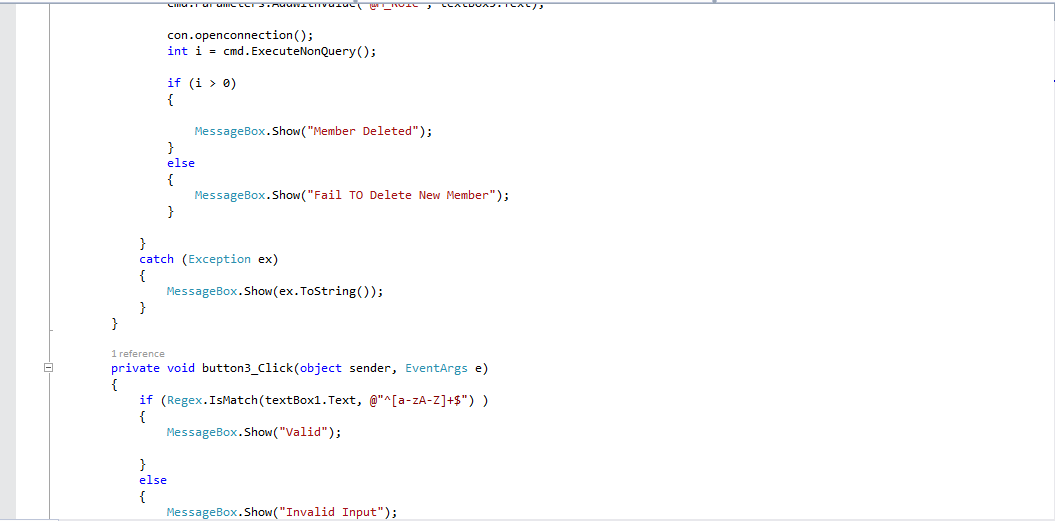 cmd.Parameters.AddWithValue("@M_Role", textBox5.Text);
con.openconnection();
int i = cmd.ExecuteNonQuery();
if (i > 0)
{
MessageBox.Show("Member Deleted");
}
else
{
MessageBox.Show("Fail TO Delete New Member");
}
}
catch (Exception ex)
{
MessageBox.Show(ex.ToString());
}
}
1 reference
private void button3_Click(object sender, EventArgs e)
{
if (Regex.IsMatch(textBox1.Text, @"^[a-zA-Z]+$") )
{
MessageBox.Show("Valid");
}
else
{
MessageBox.Show("Invalid Input");